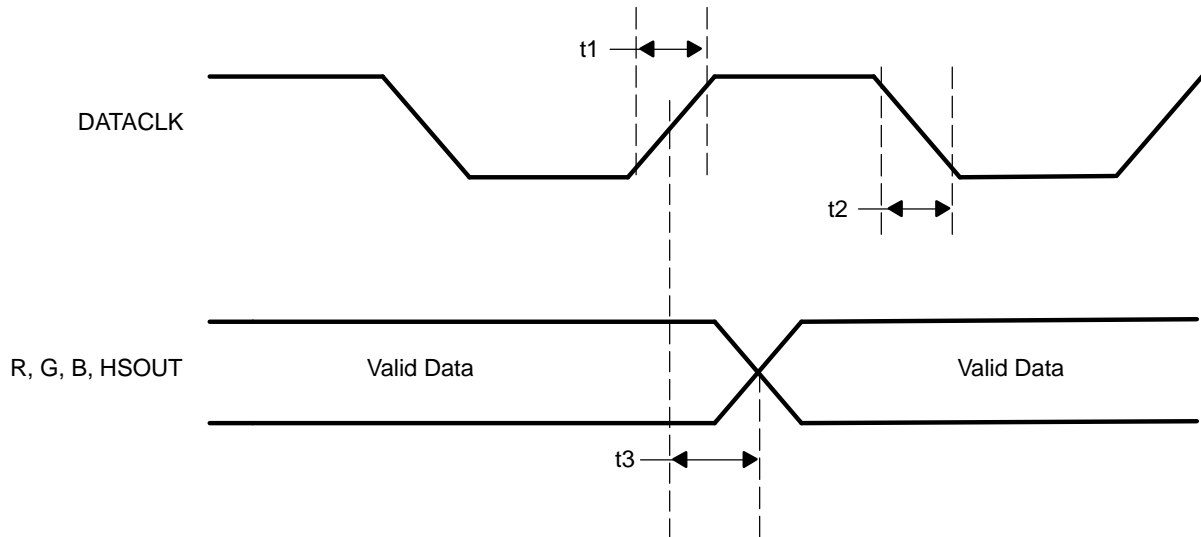 t1
DATACLK
t2
R, G, B, HSOUT
Valid Data
Valid Data
t3